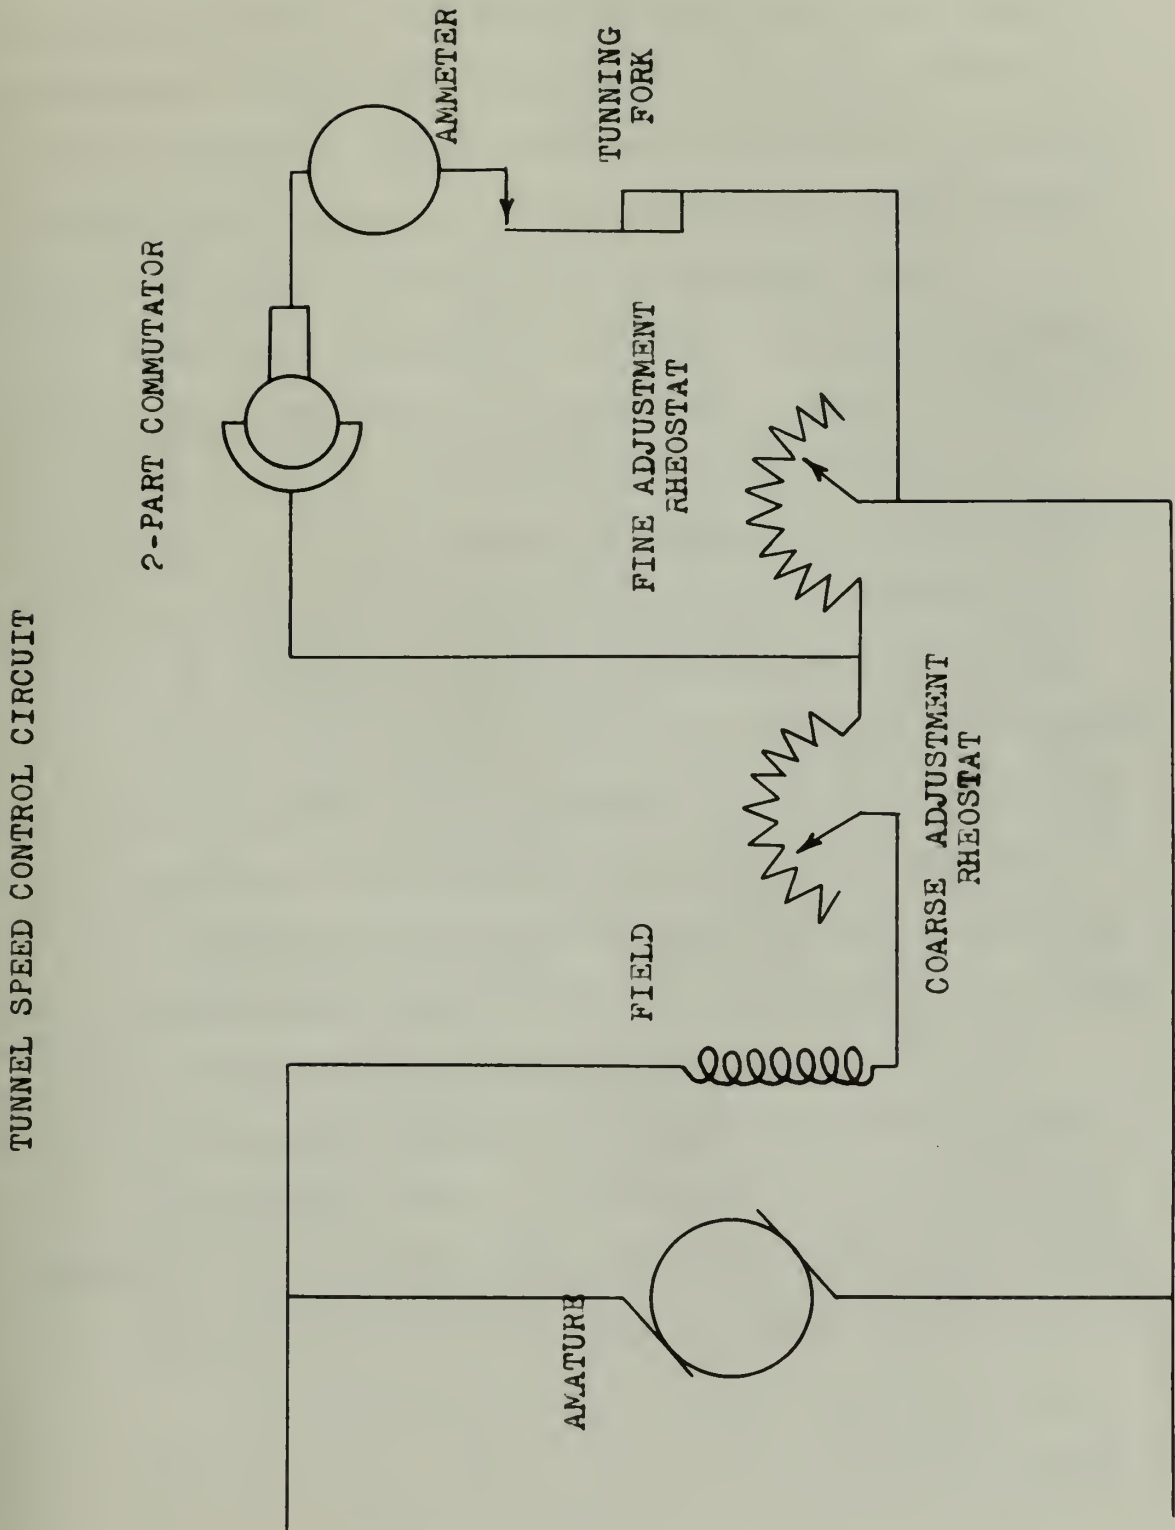 TUNNEL SPEED CONTROL CIRCUIT
2-PART COMMUTATOR
AMMETER
TUNNING
FORK
FINE ADJUSTMENT
RHEOSTAT
FIELD
COARSE ADJUSTMENT
RHEOSTAT
AMATURE